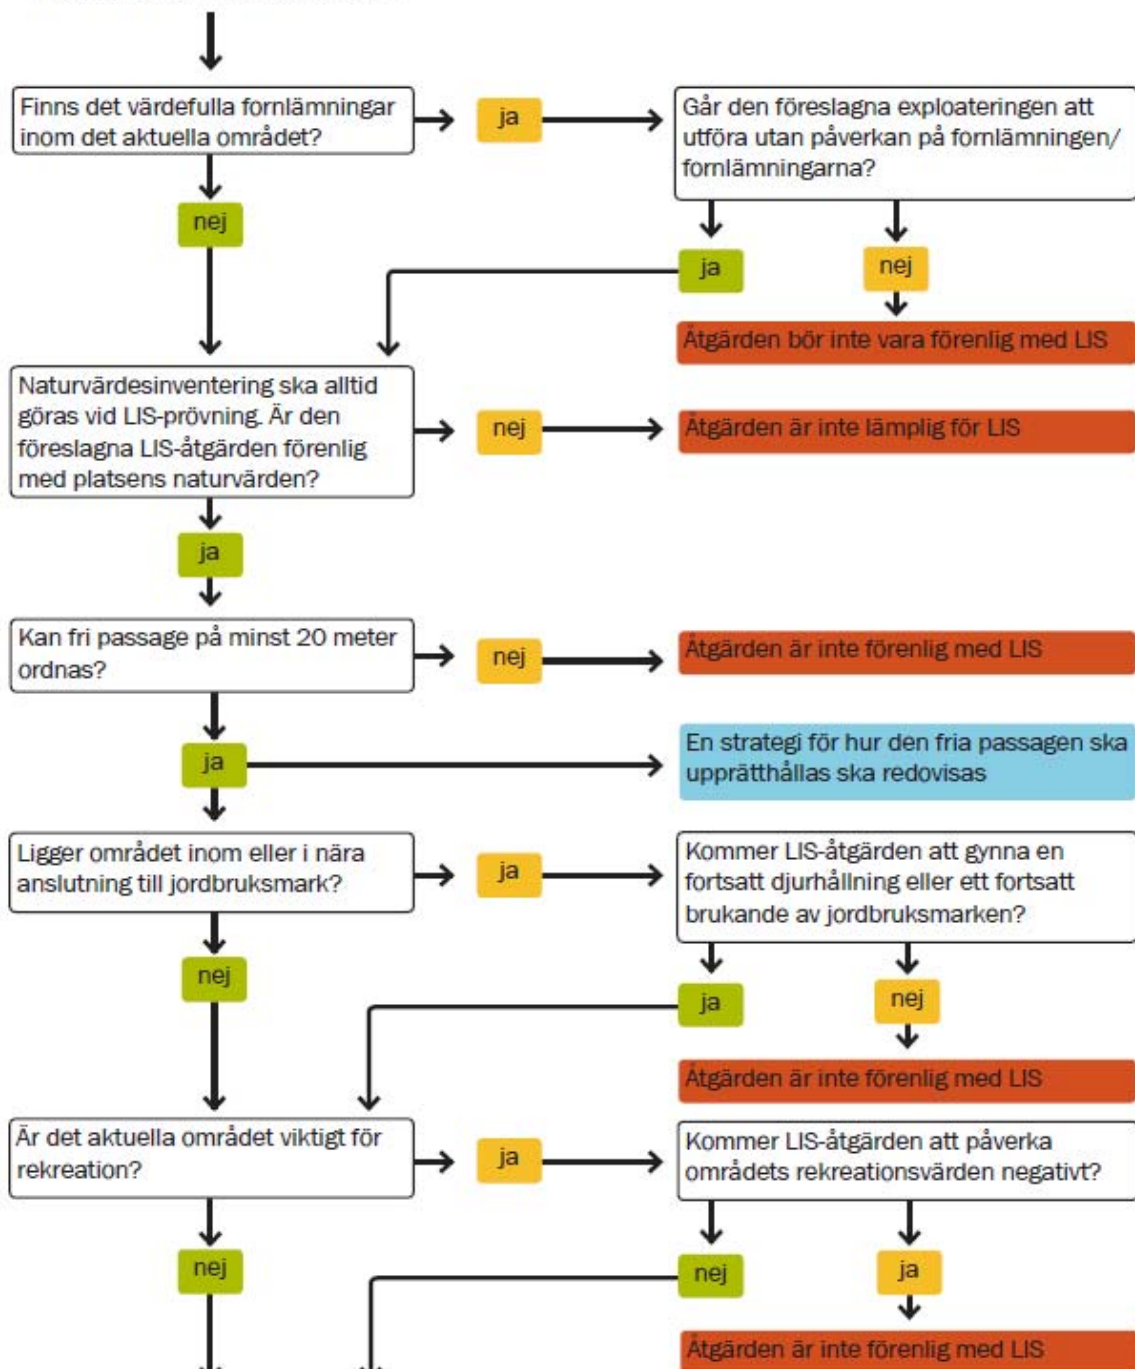 Finns det värdefulla fornlämningar
inom det aktuella området?
ja
Går den föreslagna exploateringen att
utföra utan påverkan på fornlämningen/
fornlämningarna?
nej
ja
nej
Åtgärden bör inte vara förenlig med LIS
Naturvärdesinventering ska alltid
göras vid LIS-prövning. Är den
föreslagna LIS-åtgärden förenlig
med platsens naturvärden?
nej
Åtgärden är inte lämplig för LIS
ja
Kan fri passage på minst 20 meter
ordnas?
nej
Åtgärden är inte förenlig med LIS
ja
En strategi för hur den fria passagen ska
upprätthållas ska redovisas
Ligger området inom eller i nära
anslutning till jordbruksmark?
ja
Kommer LIS-åtgärden att gynna en
fortsatt djurhållning eller ett fortsatt
brukande av jordbruksmarken?
nej
ja
nej
Åtgärden är inte förenlig med LIS
Är det aktuella området viktigt för
rekreation?
ja
Kommer LIS-åtgärden att påverka
områdets rekreationsvärden negativt?
nej
nej
ja
Åtgärden är inte förenlig med LIS